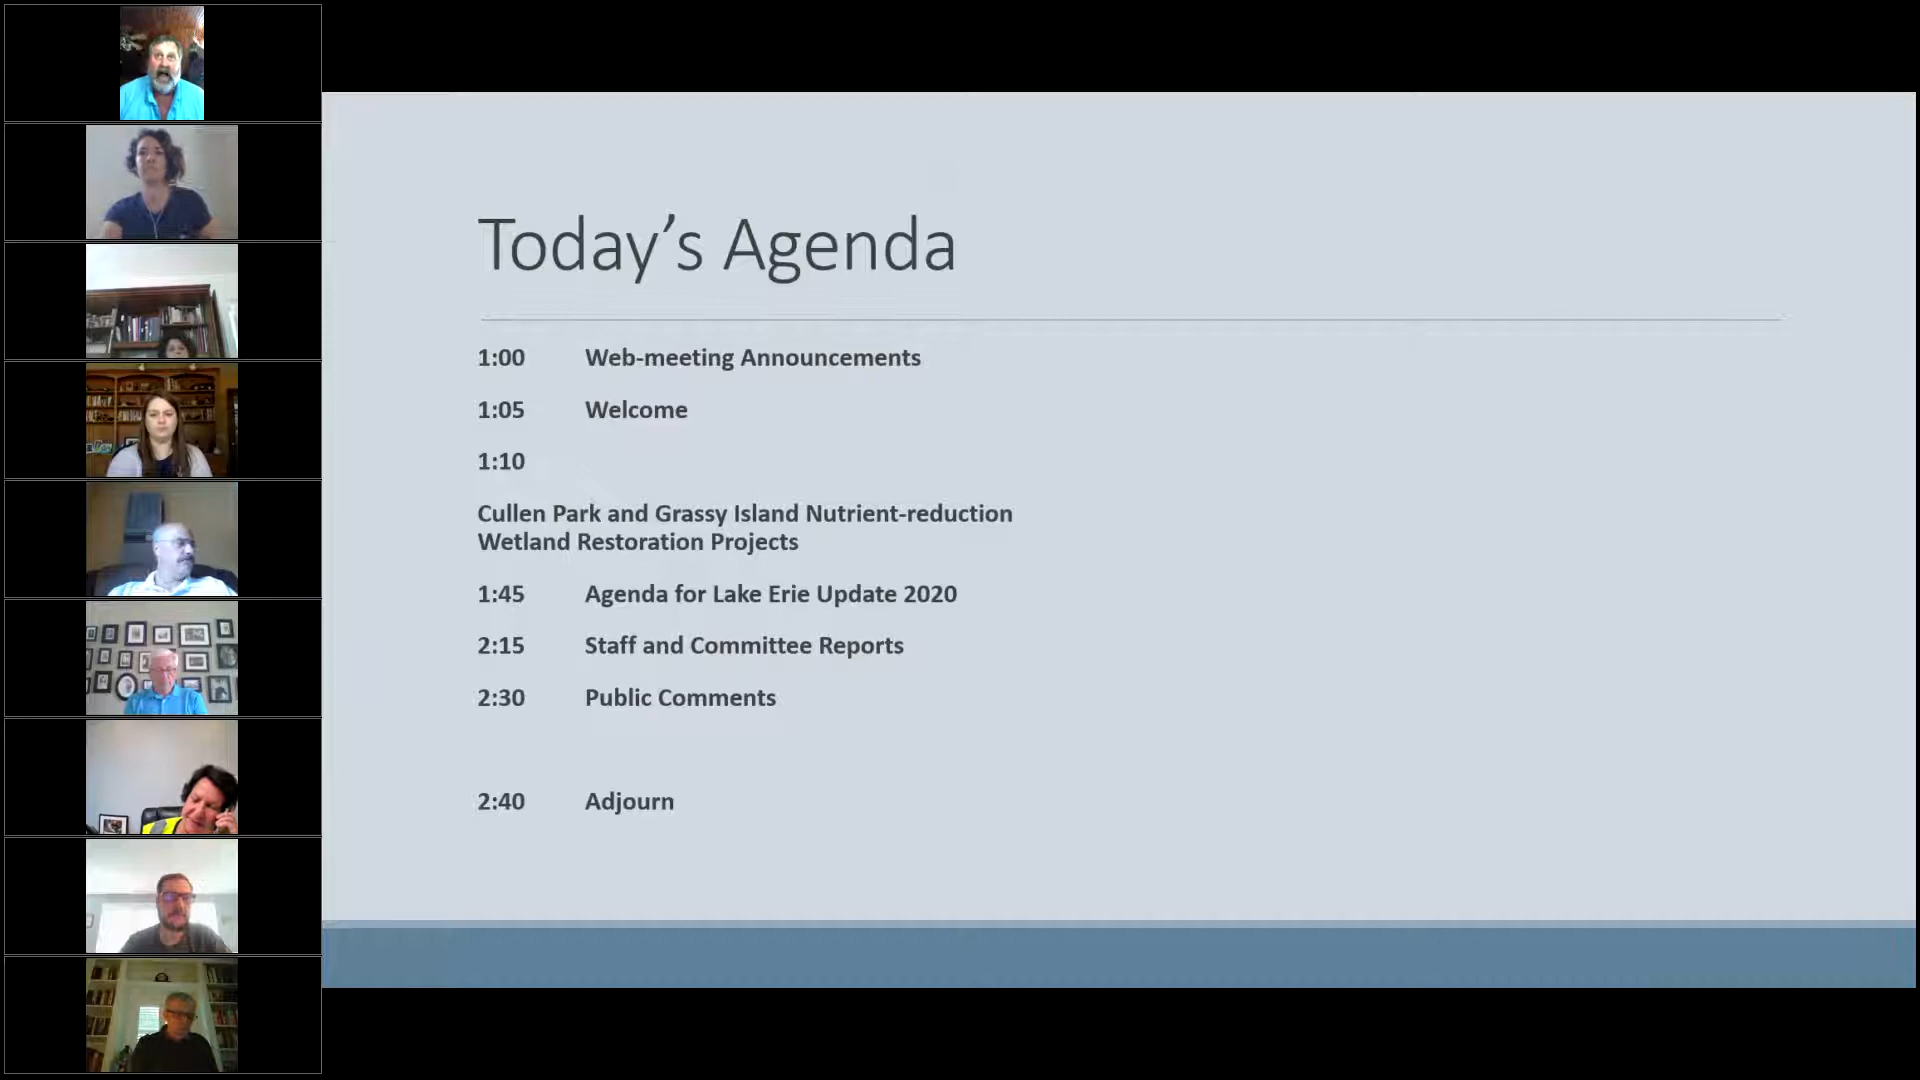 Today’s Agenda
1:00 Web-meeting Announcements
1:05 Welcome
1:10
Cullen Park and Grassy Island Nutrient-reduction
Wetland Restoration Projects
1:45 Agenda for Lake Erie Update 2020
2:15 Staff and Committee Reports
2:30 Public Comments
2:40 Adjourn